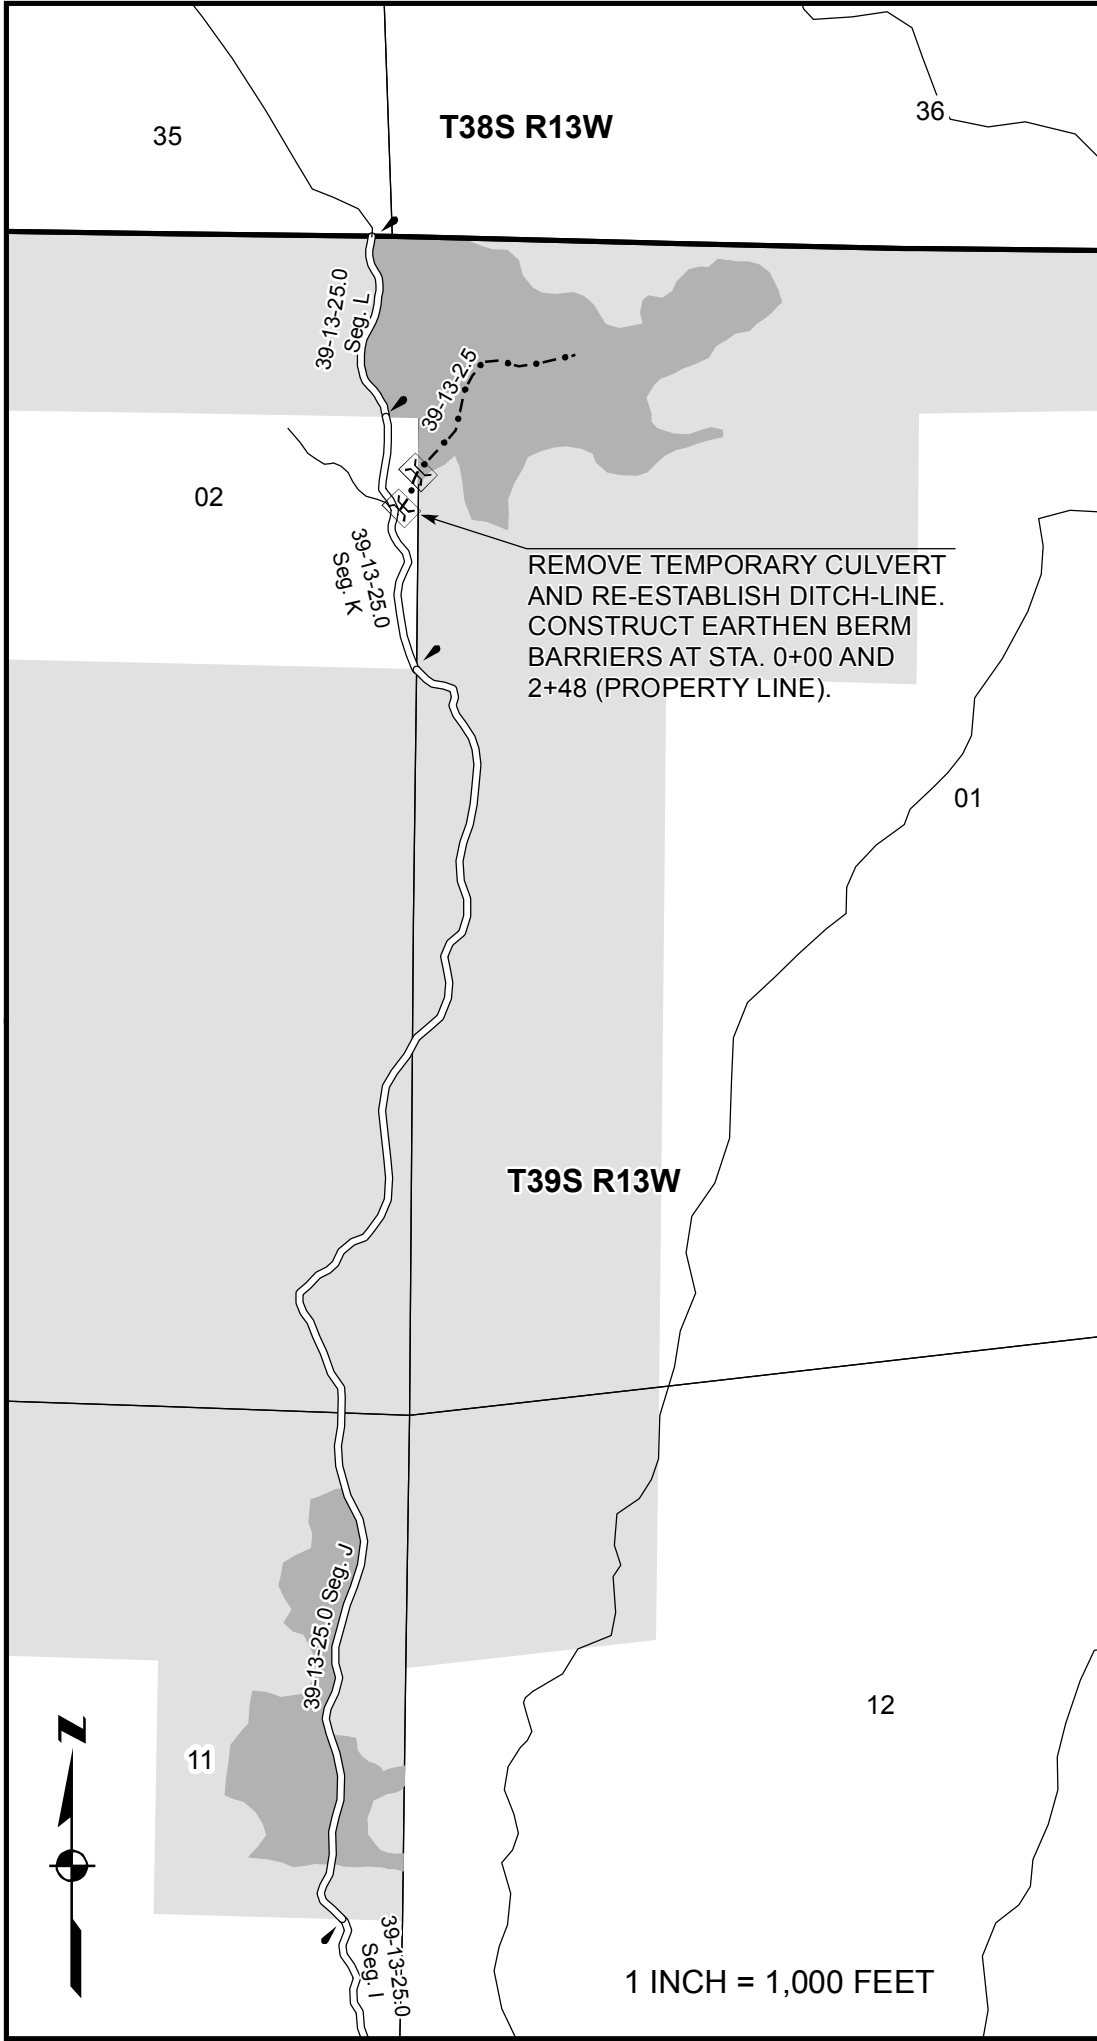 35
T38S R13W
36
39-13-25.0
Seg. L
39-13-2.5
02
39-13-25.0
Seg. K
REMOVE TEMPORARY CULVERT
AND RE-ESTABLISH DITCH-LINE.
CONSTRUCT EARTHEN BERM
BARRIERS AT STA. 0+00 AND
2+48 (PROPERTY LINE).
01
T39S R13W
39-13-25.0 Seg. J
12
N
11
39-13-25.0
Seg. I
1 INCH = 1,000 FEET